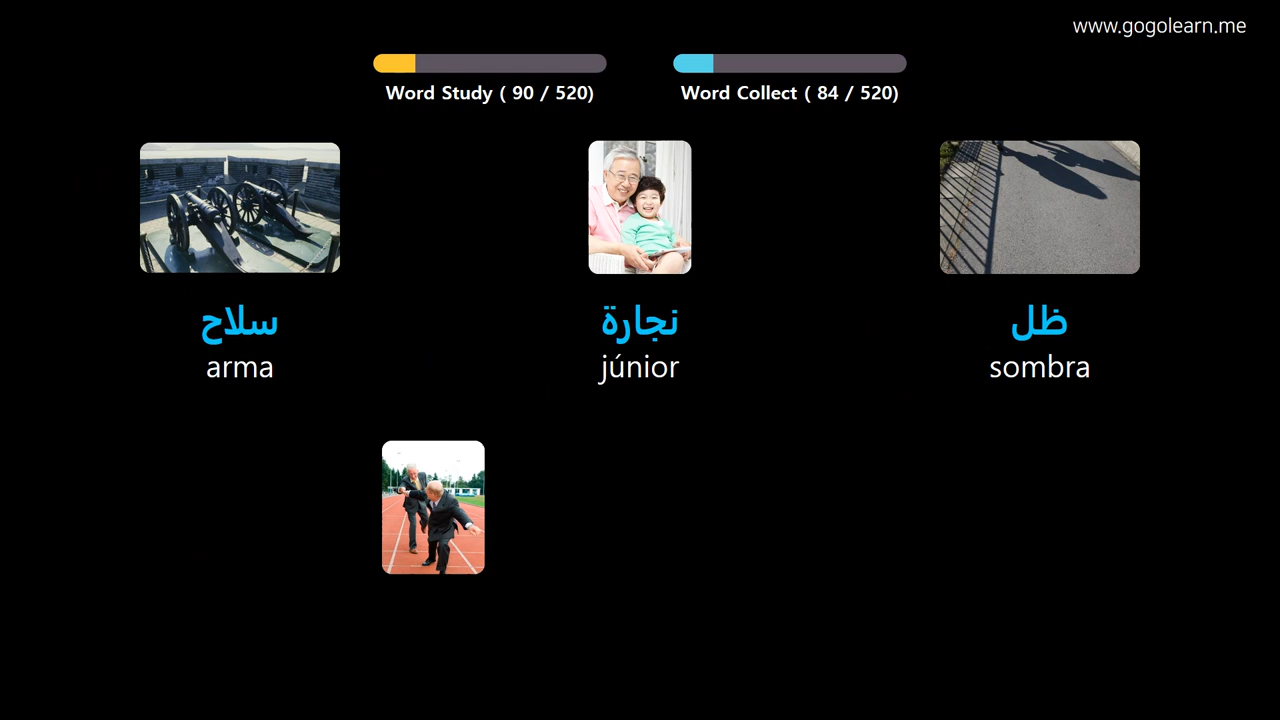 www.gogolearn.me
Word Study ( 90 / 520)
Word Collect ( 84 / 520)
سلاح
arma
نجارة
júnior
ظل
sombra